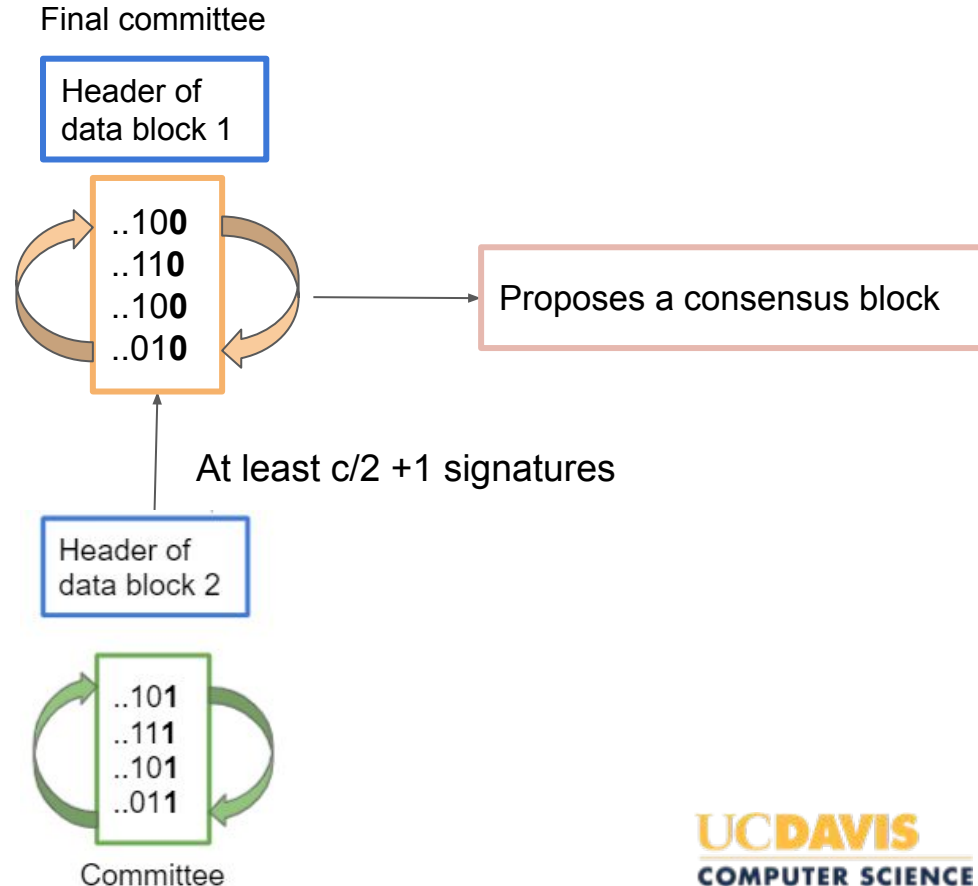 Final committee
Header of
data block 1
..100
..110
..100
..010
Proposes a consensus block
At least c/2 +1 signatures
Header of
data block 2
..101
..111
..101
..011
Committee
UCDAVIS
COMPUTER SCIENCE